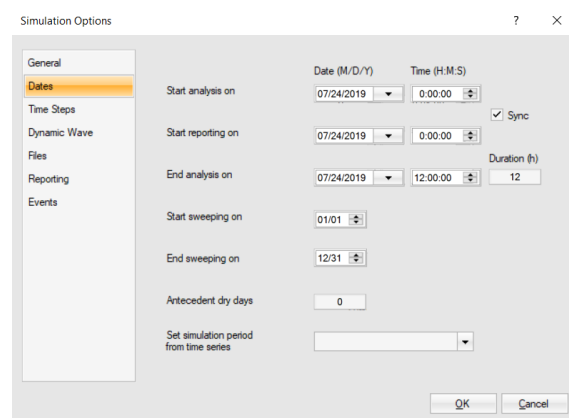 Simulation Options
?
General
Dates
Time Steps
Dynamic Wave
Files
Reporting
Events
Date (M/D/Y) Time (H:M:S)
Start analysis on 07/24/2019 0:00:00
Sync
Start reporting on 07/24/2019 0:00:00
Duration (h)
End analysis on 07/24/2019 12:00:00 12
Start sweeping on 01/01
End sweeping on 12/31
Antecedent dry days 0
Set simulation period
from time series
OK Cancel